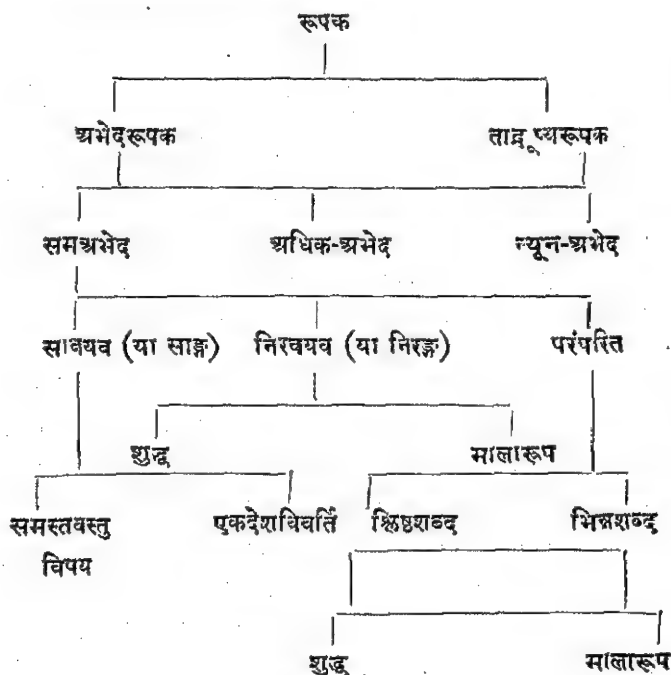 रूपक
अभेदरूपक ताद्रूप्यरूपक
समअभेद अधिक-अभेद न्यून-अभेद
सावयव (या साङ्ग) निरवयव (या निरङ्ग) परंपरित
शुद्ध मालारूप
समस्तवस्तु एकदेशविवर्ति श्लिष्टशब्द भिन्नशब्द
विषय
शुद्ध मालारूप